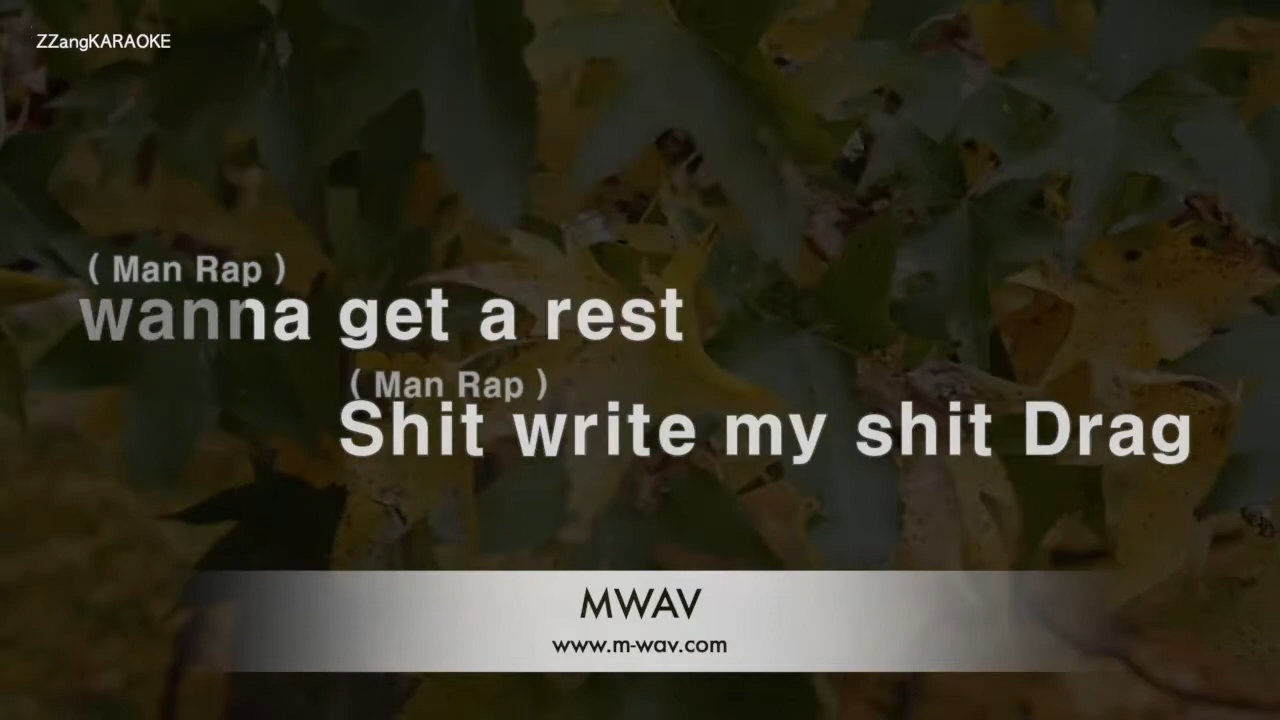 ZZangKARAOKE
( Man Rap )
wanna get a rest
( Man Rap )
Shit write my shit Drag
MWAV
www.m-wav.com